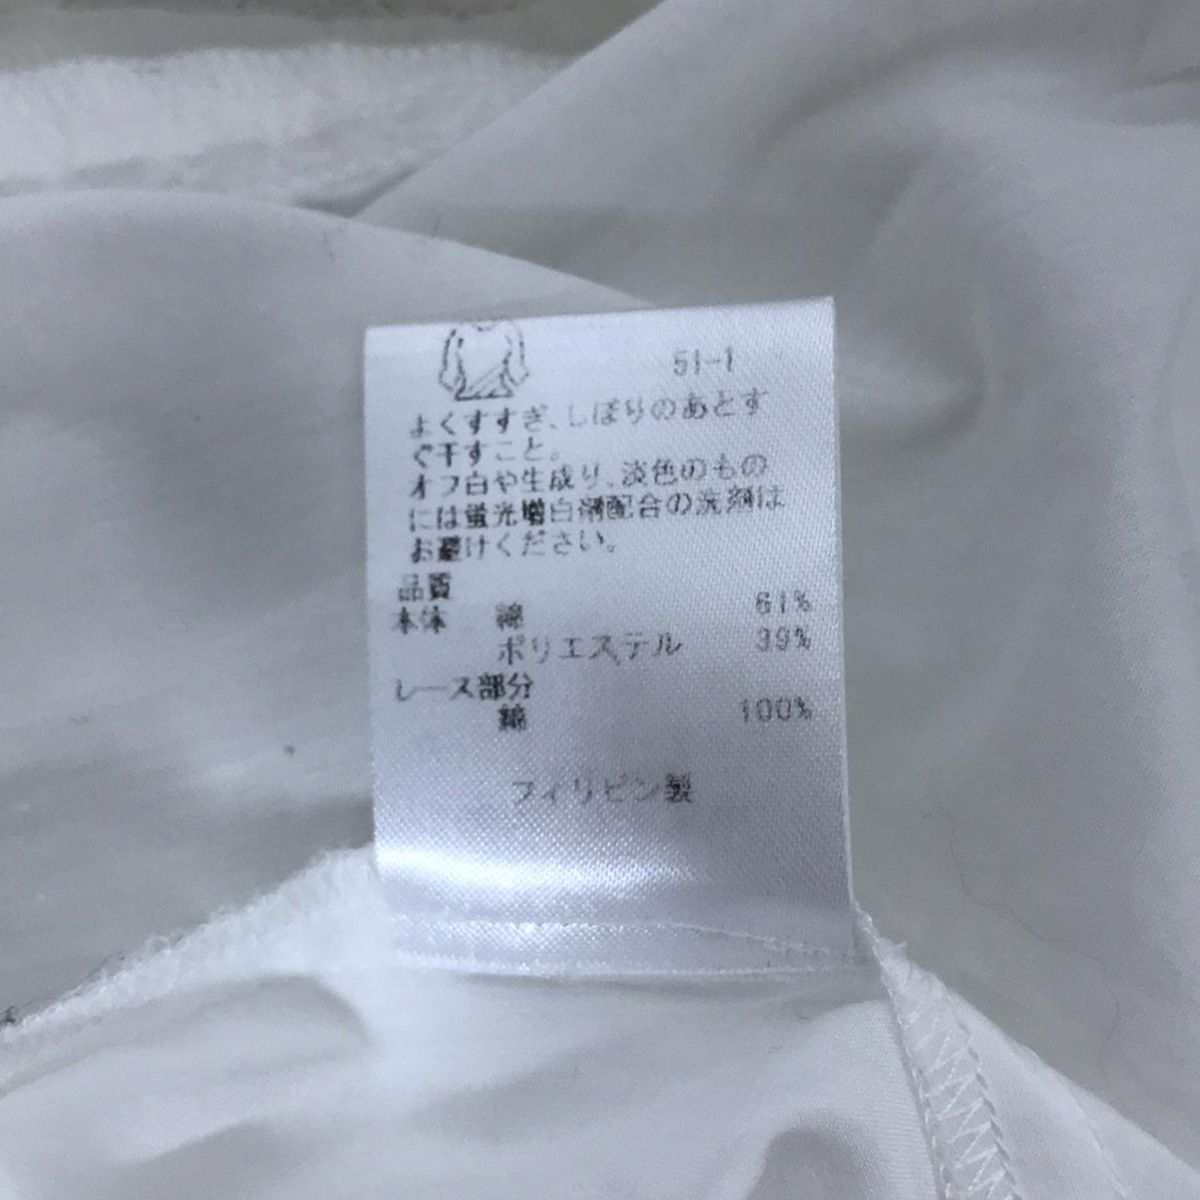 51-1
よくすすぎ、しぼりのあとす
ぐ干すこと。
オフ白や生成り、淡色のもの
には蛍光増白剤配合の洗剤は
お避けください。
品質
本体 綿 61%
ポリエステル 39%
レース部分
綿 100%
フィリピン製